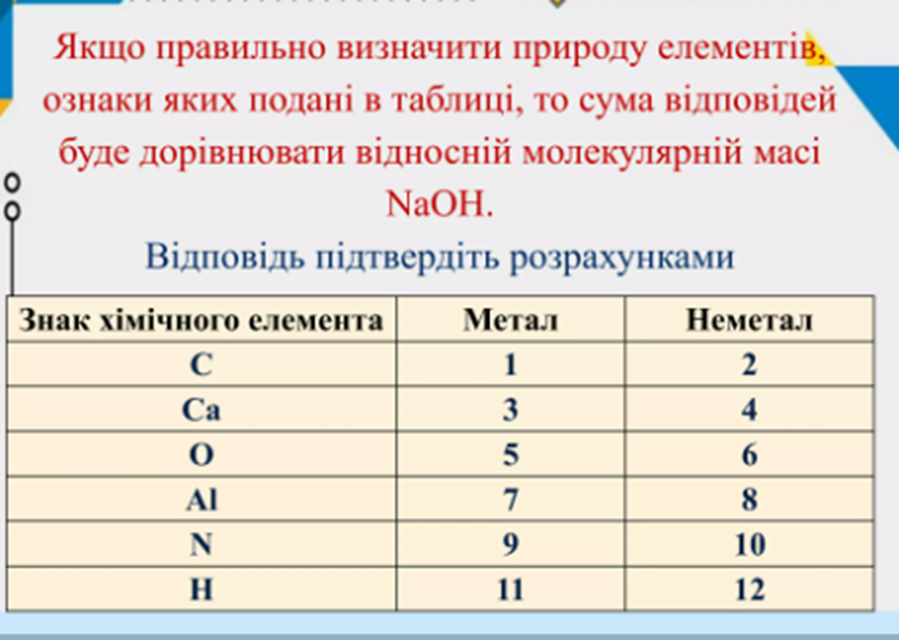 Якщо правильно визначити природу елементів,
ознаки яких подані в таблиці, то сума відповідей
буде дорівнювати відносній молекулярній масі
NaOH.
Відповідь підтвердіть розрахунками
Знак хімічного елемента Метал Неметал
C 1 2
Ca 3 4
O 5 6
Al 7 8
N 9 10
H 11 12